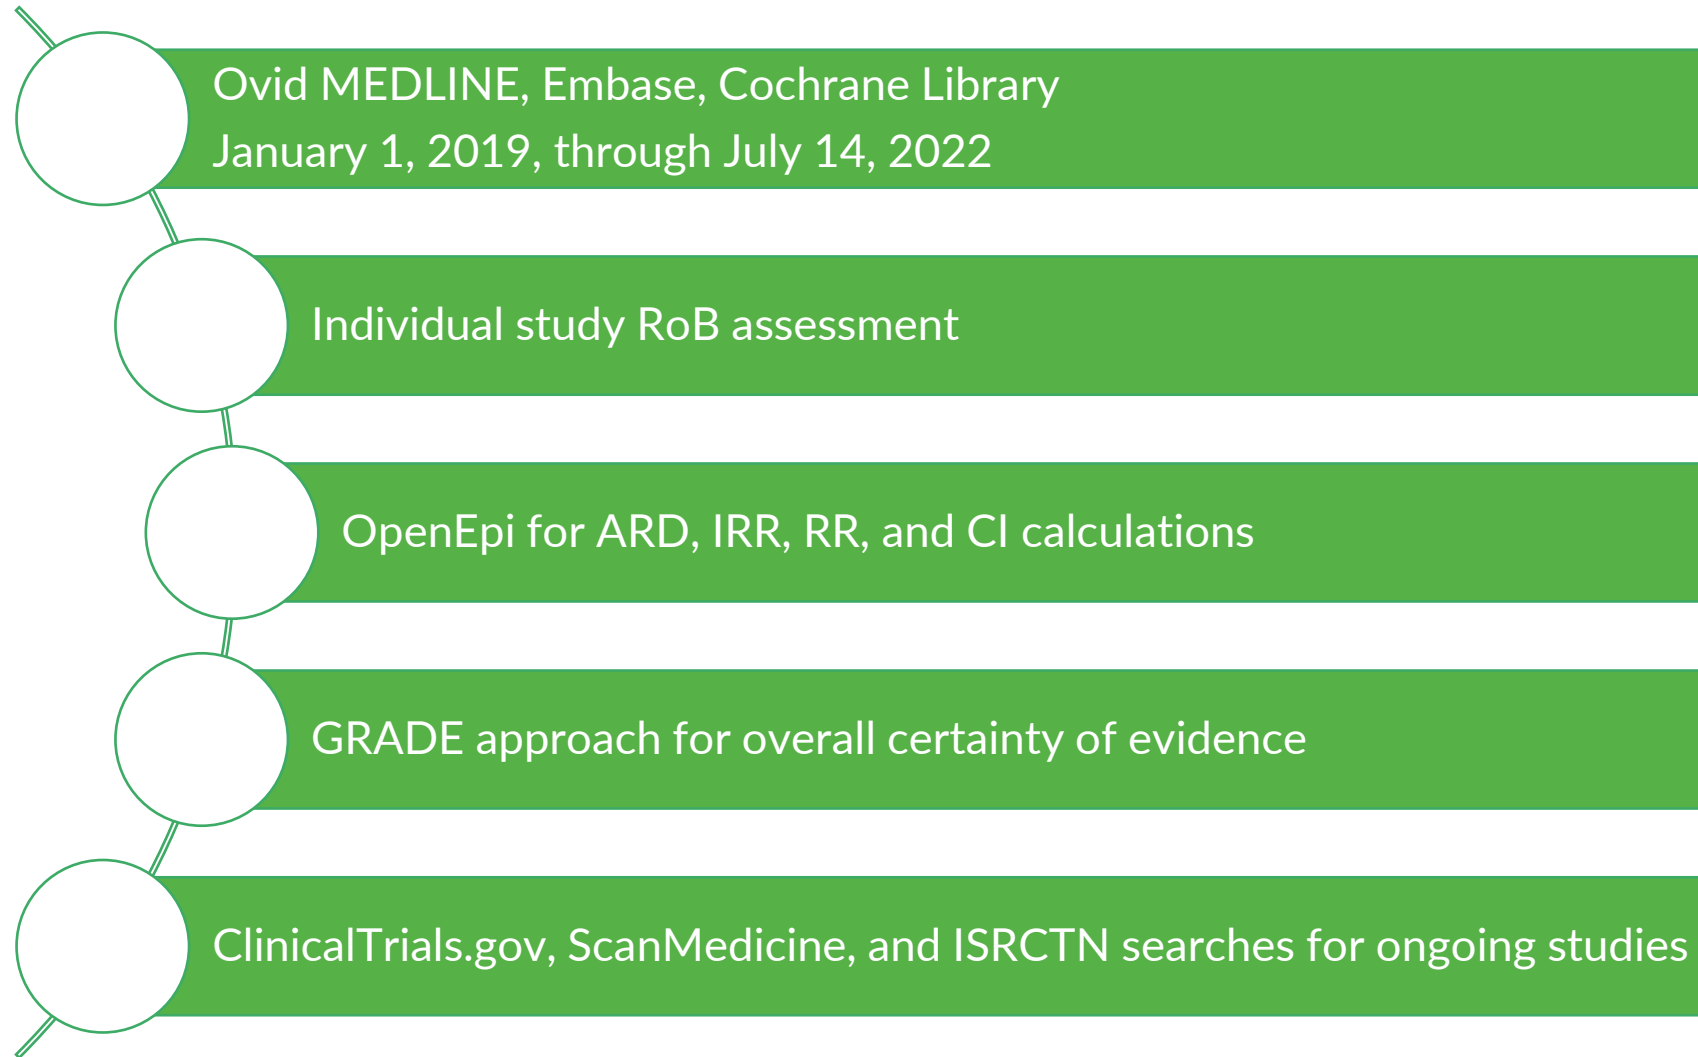 Ovid MEDLINE, Embase, Cochrane Library
January 1, 2019, through July 14, 2022
Individual study RoB assessment
OpenEpi for ARD, IRR, RR, and CI calculations
GRADE approach for overall certainty of evidence
ClinicalTrials.gov, ScanMedicine, and ISRCTN searches for ongoing studies